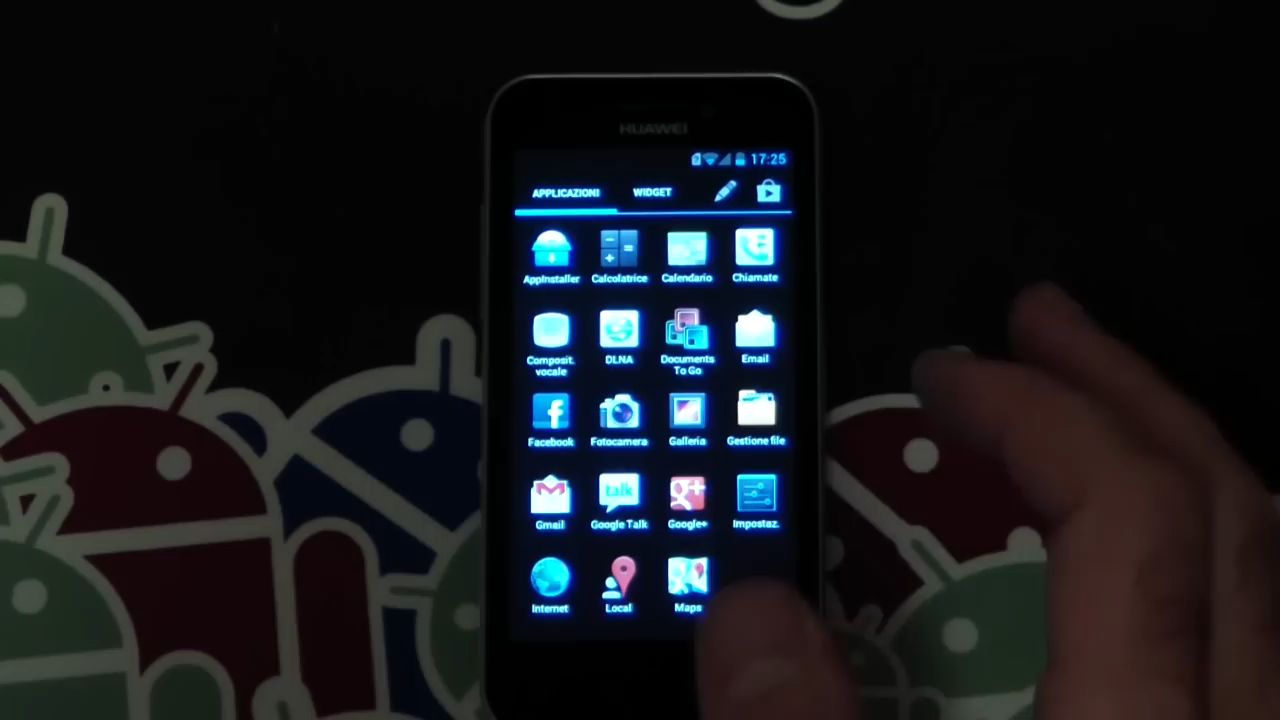 HUAWEI
17:25
APPLICAZIONI WIDGET
AppInstaller Calcolatrice Calendario Chiamate
Composit. vocale DLNA Documents To Go Email
Facebook Fotocamera Galleria Gestione file
talk
g+
Gmail Google Talk Google+ Impostaz.
Internet Local Maps